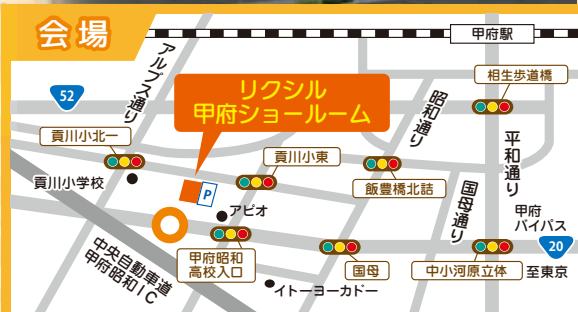 会場
甲府駅
アルプス通り
52
リクシル
甲府ショールーム
昭和通り
相生歩道橋
貢川小北一
貢川小東
平和通り
貢川小学校
P
飯豊橋北詰
国母通り
アピオ
甲府
バイパス
20
中央自動車道
甲府昭和IC
甲府昭和
高校入口
国母
中小河原立体
至東京
イトーヨーカドー